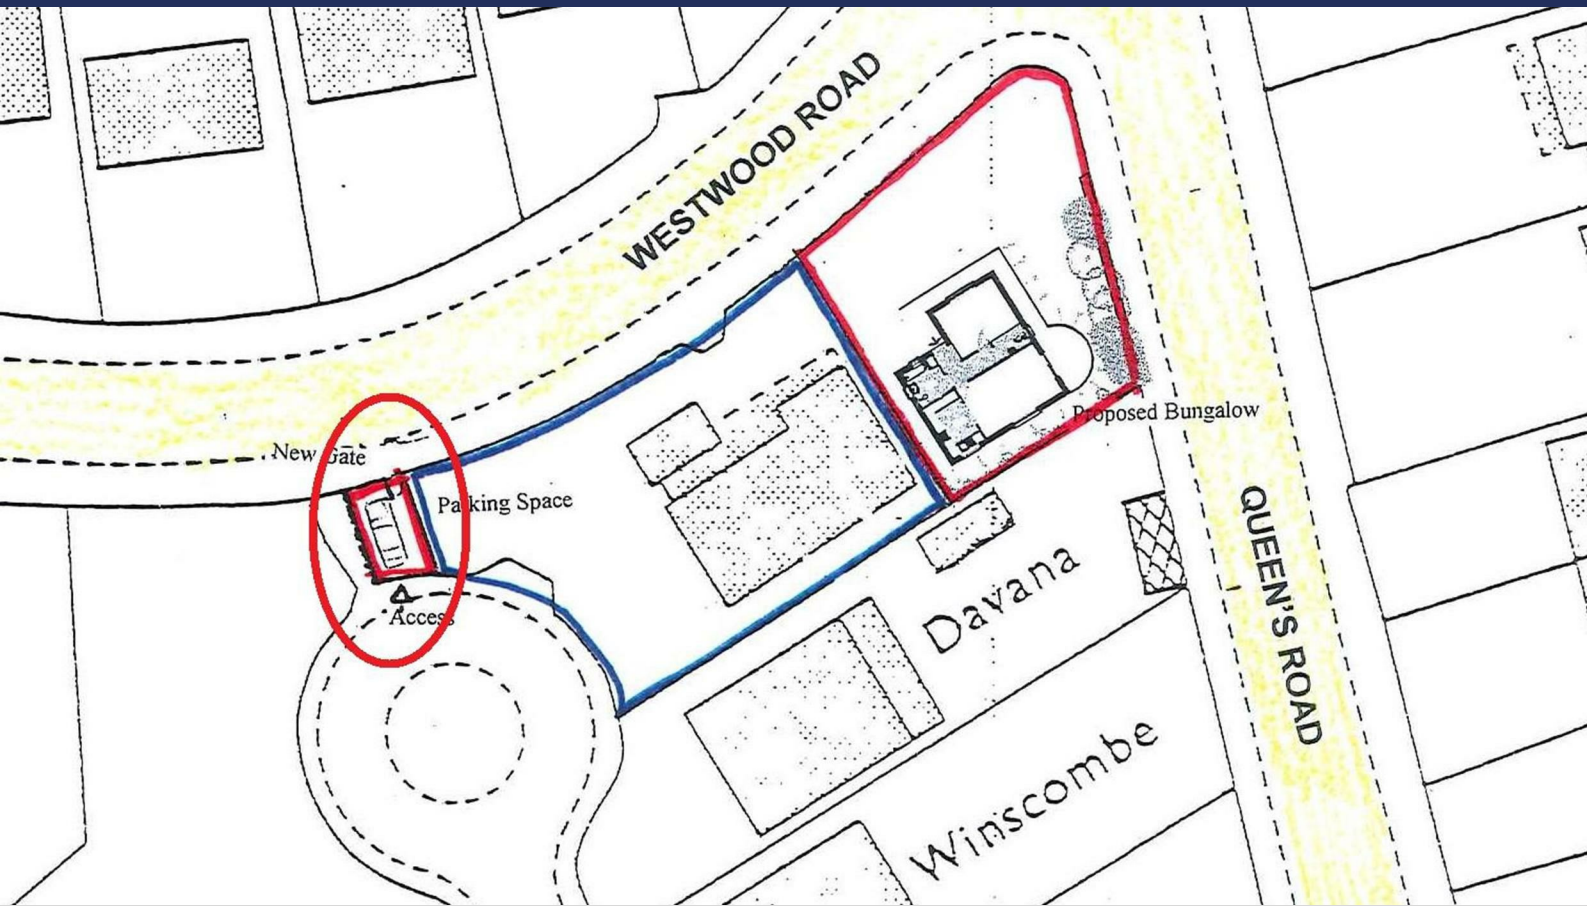 WESTWOOD ROAD
New Gate
Parking Space
Proposed Bungalow
Access
QUEEN'S ROAD
Davana
Winscombe